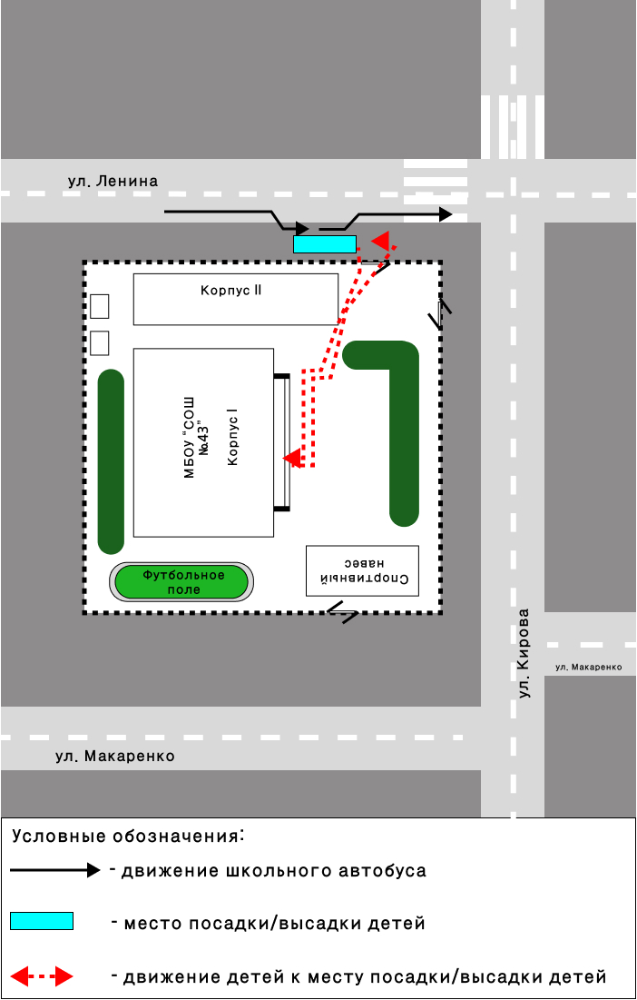 ул. Ленина
Корпус II
МБОУ “СОШ
№43”
Корпус I
Спортивный
навес
Футбольное
поле
ул. Кирова
ул. Макаренко
ул. Макаренко
Условные обозначения:
- движение школьного автобуса
- место посадки/высадки детей
- движение детей к месту посадки/высадки детей